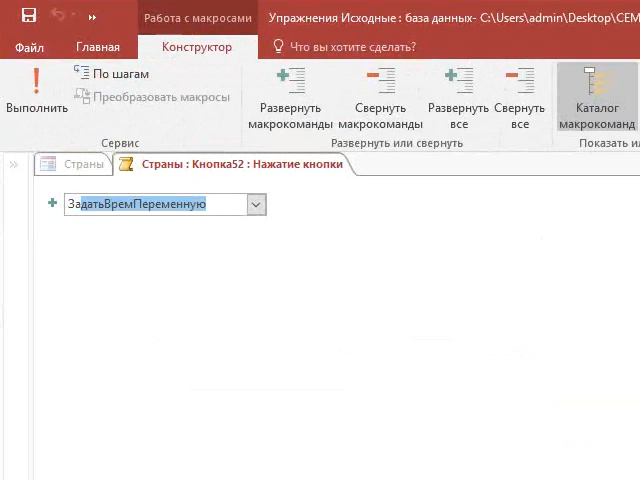 Работа с макросами
Упражнения Исходные : база данных- C:\Users\admin\Desktop\CEM
Файл
Главная
Конструктор
Что вы хотите сделать?
Выполнить
По шагам
Преобразовать макросы
Развернуть макрокоманды
Свернуть макрокоманды
Развернуть все
Свернуть все
Каталог макрокоманд
Сервис
Развернуть или свернуть
Показать или
Страны
Страны : Кнопка52 : Нажатие кнопки
ЗадатьВремПеременную